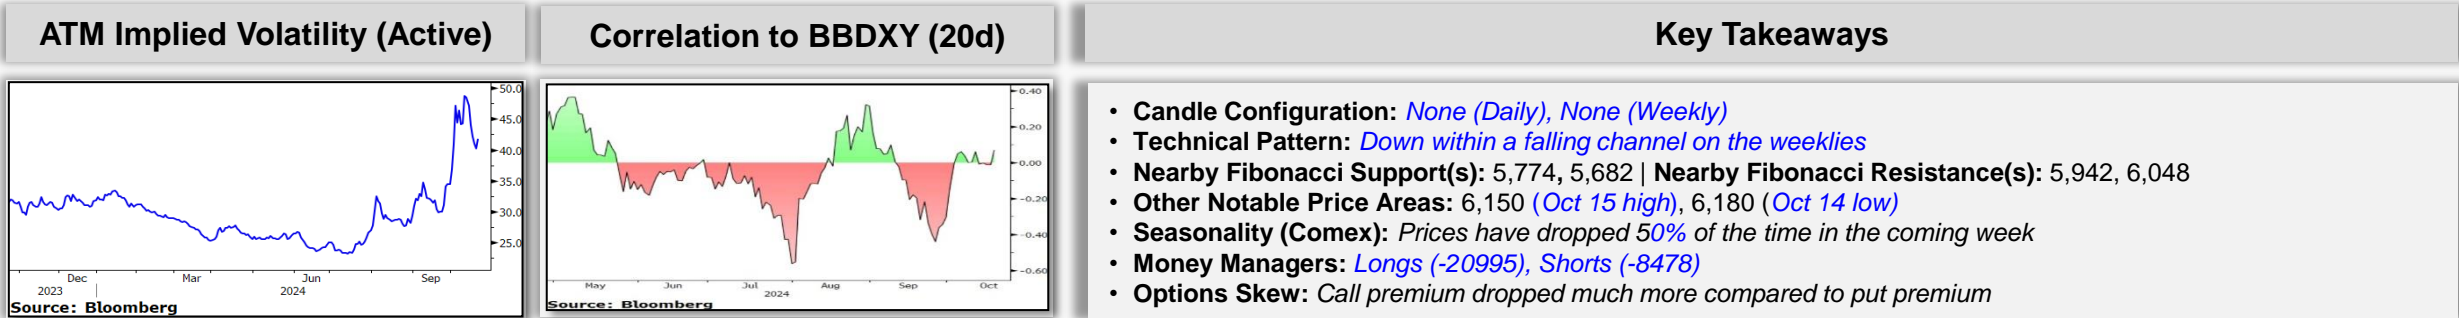 ATM Implied Volatility (Active)
50.0
45.0
40.0
35.0
30.0
25.0
Dec Mar Jun Sep
2023 2024
Source: Bloomberg
Correlation to BBDXY (20d)
0.40
0.20
0.00
-0.20
-0.40
-0.60
May Jun Jul Aug Sep Oct
2024
Source: Bloomberg
Key Takeaways
• Candle Configuration: None (Daily), None (Weekly)
• Technical Pattern: Down within a falling channel on the weeklies
• Nearby Fibonacci Support(s): 5,774, 5,682 | Nearby Fibonacci Resistance(s): 5,942, 6,048
• Other Notable Price Areas: 6,150 (Oct 15 high), 6,180 (Oct 14 low)
• Seasonality (Comex): Prices have dropped 50% of the time in the coming week
• Money Managers: Longs (-20995), Shorts (-8478)
• Options Skew: Call premium dropped much more compared to put premium